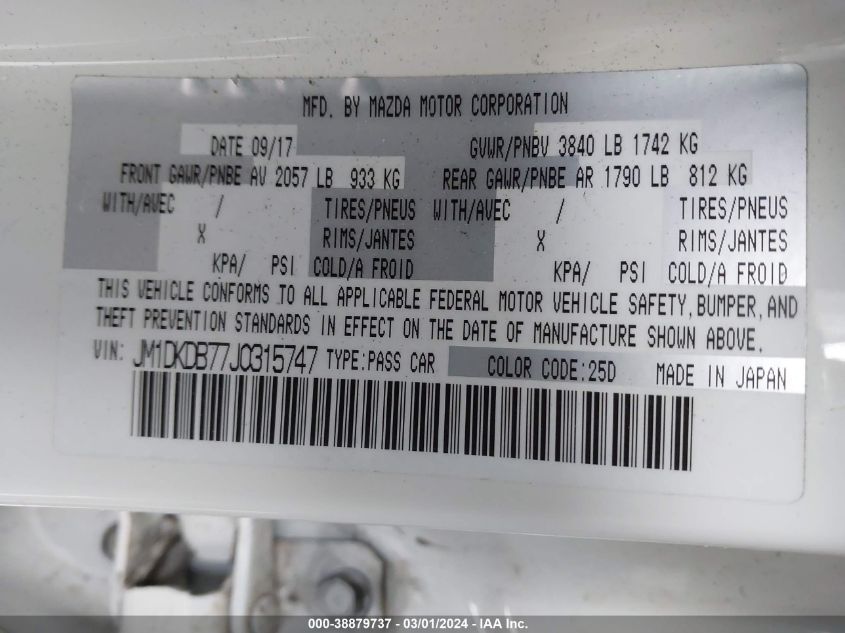 MFD. BY MAZDA MOTOR CORPORATION
DATE 09/17 GVWR/PNBV 3840 LB 1742 KG
FRONT GAWR/PNBE AV 2057 LB 933 KG REAR GAWR/PNBE AR 1790 LB 812 KG
WITH/AVEC / TIRES/PNEUS WITH/AVEC / TIRES/PNEUS
X RIMS/JANTES X RIMS/JANTES
KPA/ PSI COLD/A FROID KPA/ PSI COLD/A FROID
THIS VEHICLE CONFORMS TO ALL APPLICABLE FEDERAL MOTOR VEHICLE SAFETY, BUMPER, AND
THEFT PREVENTION STANDARDS IN EFFECT ON THE DATE OF MANUFACTURE SHOWN ABOVE.
VIN: JM1DKDB77J0315747 TYPE:PASS CAR COLOR CODE:25D MADE IN JAPAN
000-38879737 - 03/01/2024 - IAA Inc.